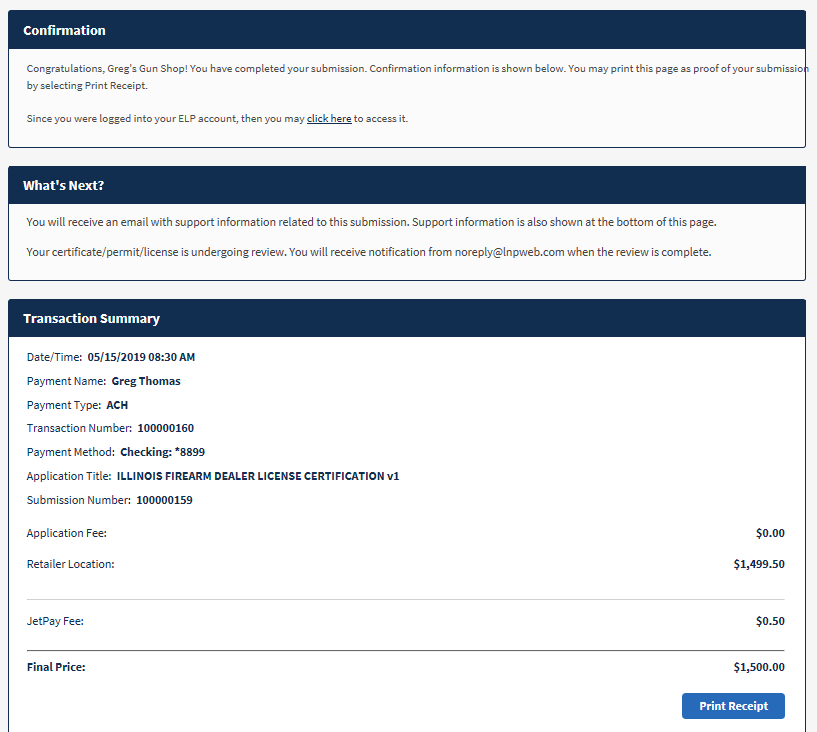 Confirmation
Congratulations, Greg's Gun Shop! You have completed your submission. Confirmation information is shown below. You may print this page as proof of your submission
by selecting Print Receipt.
Since you were logged into your ELP account, then you may click here to access it.
What's Next?
You will receive an email with support information related to this submission. Support information is also shown at the bottom of this page.
Your certificate/permit/license is undergoing review. You will receive notification from noreply@lnpweb.com when the review is complete.
Transaction Summary
Date/Time: 05/15/2019 08:30 AM
Payment Name: Greg Thomas
Payment Type: ACH
Transaction Number: 100000160
Payment Method: Checking: *8899
Application Title: ILLINOIS FIREARM DEALER LICENSE CERTIFICATION v1
Submission Number: 100000159
Application Fee: $0.00
Retailer Location: $1,499.50
JetPay Fee: $0.50
Final Price: $1,500.00
Print Receipt